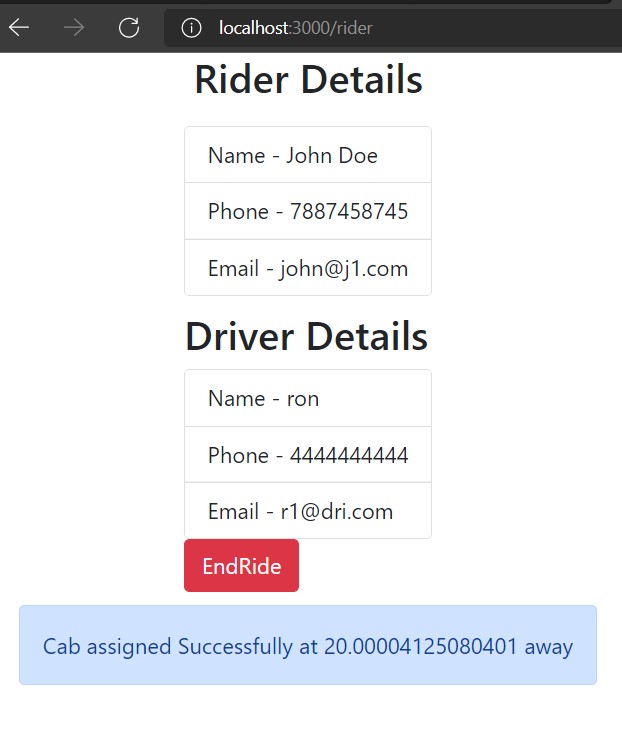 localhost:3000/rider
Rider Details
Name - John Doe
Phone - 7887458745
Email - john@j1.com
Driver Details
Name - ron
Phone - 4444444444
Email - r1@dri.com
EndRide
Cab assigned Successfully at 20.00004125080401 away